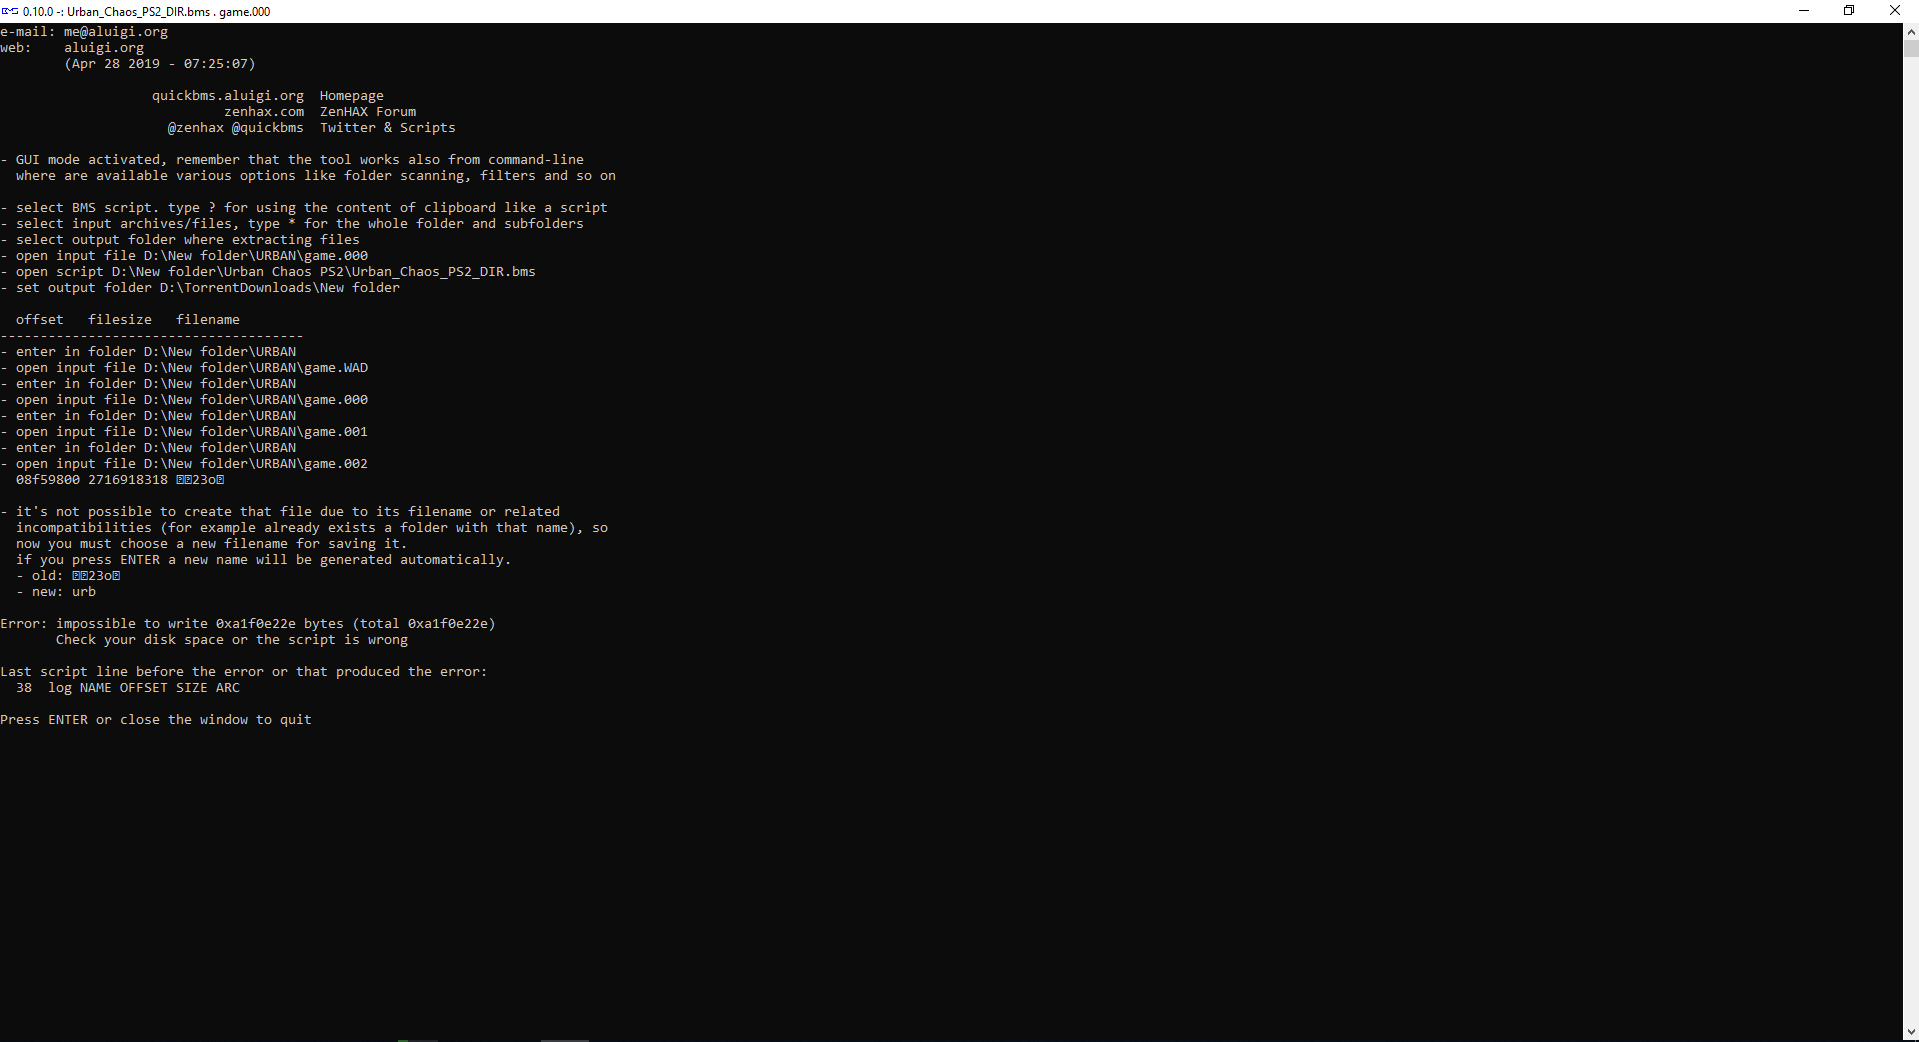 0.10.0 -: Urban_Chaos_PS2_DIR.bms . game.000
e-mail: me@aluigi.org
web:    aluigi.org
        (Apr 28 2019 - 07:25:07)
quickbms.aluigi.org  Homepage
zenhax.com  ZenHAX Forum
@zenhax @quickbms  Twitter & Scripts
- GUI mode activated, remember that the tool works also from command-line
  where are available various options like folder scanning, filters and so on
- select BMS script. type ? for using the content of clipboard like a script
- select input archives/files, type * for the whole folder and subfolders
- select output folder where extracting files
- open input file D:\New folder\URBAN\game.000
- open script D:\New folder\Urban Chaos PS2\Urban_Chaos_PS2_DIR.bms
- set output folder D:\TorrentDownloads\New folder
  offset   filesize   filename
--------------------------------------
- enter in folder D:\New folder\URBAN
- open input file D:\New folder\URBAN\game.WAD
- enter in folder D:\New folder\URBAN
- open input file D:\New folder\URBAN\game.000
- enter in folder D:\New folder\URBAN
- open input file D:\New folder\URBAN\game.001
- enter in folder D:\New folder\URBAN
- open input file D:\New folder\URBAN\game.002
  08f59800 2716918318 23o
- it's not possible to create that file due to its filename or related
  incompatibilities (for example already exists a folder with that name), so
  now you must choose a new filename for saving it.
  if you press ENTER a new name will be generated automatically.
  - old: 23o
  - new: urb
Error: impossible to write 0xa1f0e22e bytes (total 0xa1f0e22e)
       Check your disk space or the script is wrong
Last script line before the error or that produced the error:
  38  log NAME OFFSET SIZE ARC
Press ENTER or close the window to quit